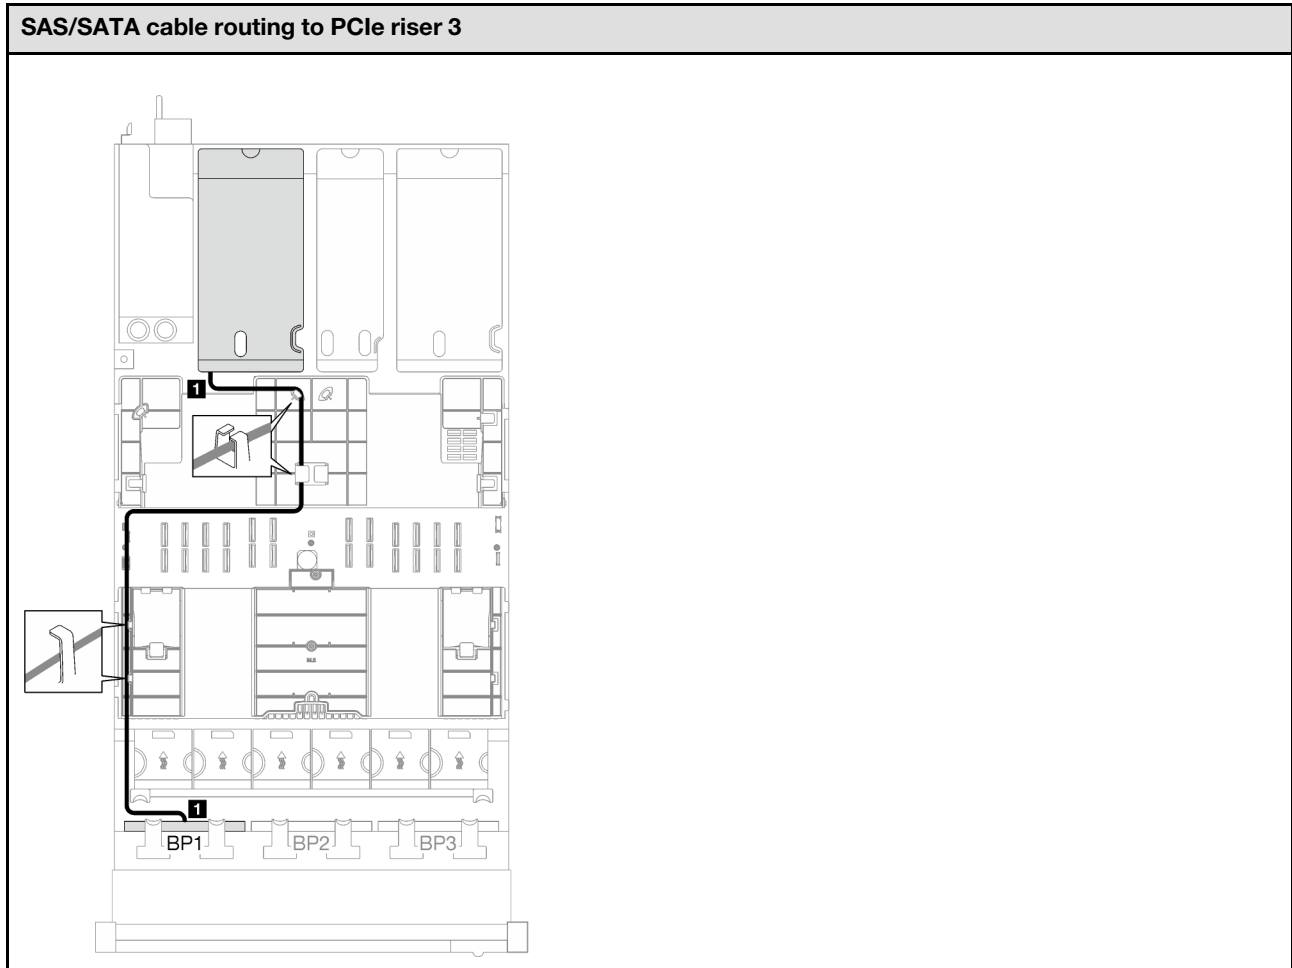 SAS/SATA cable routing to PCIe riser 3
1
1
BP1 BP2 BP3